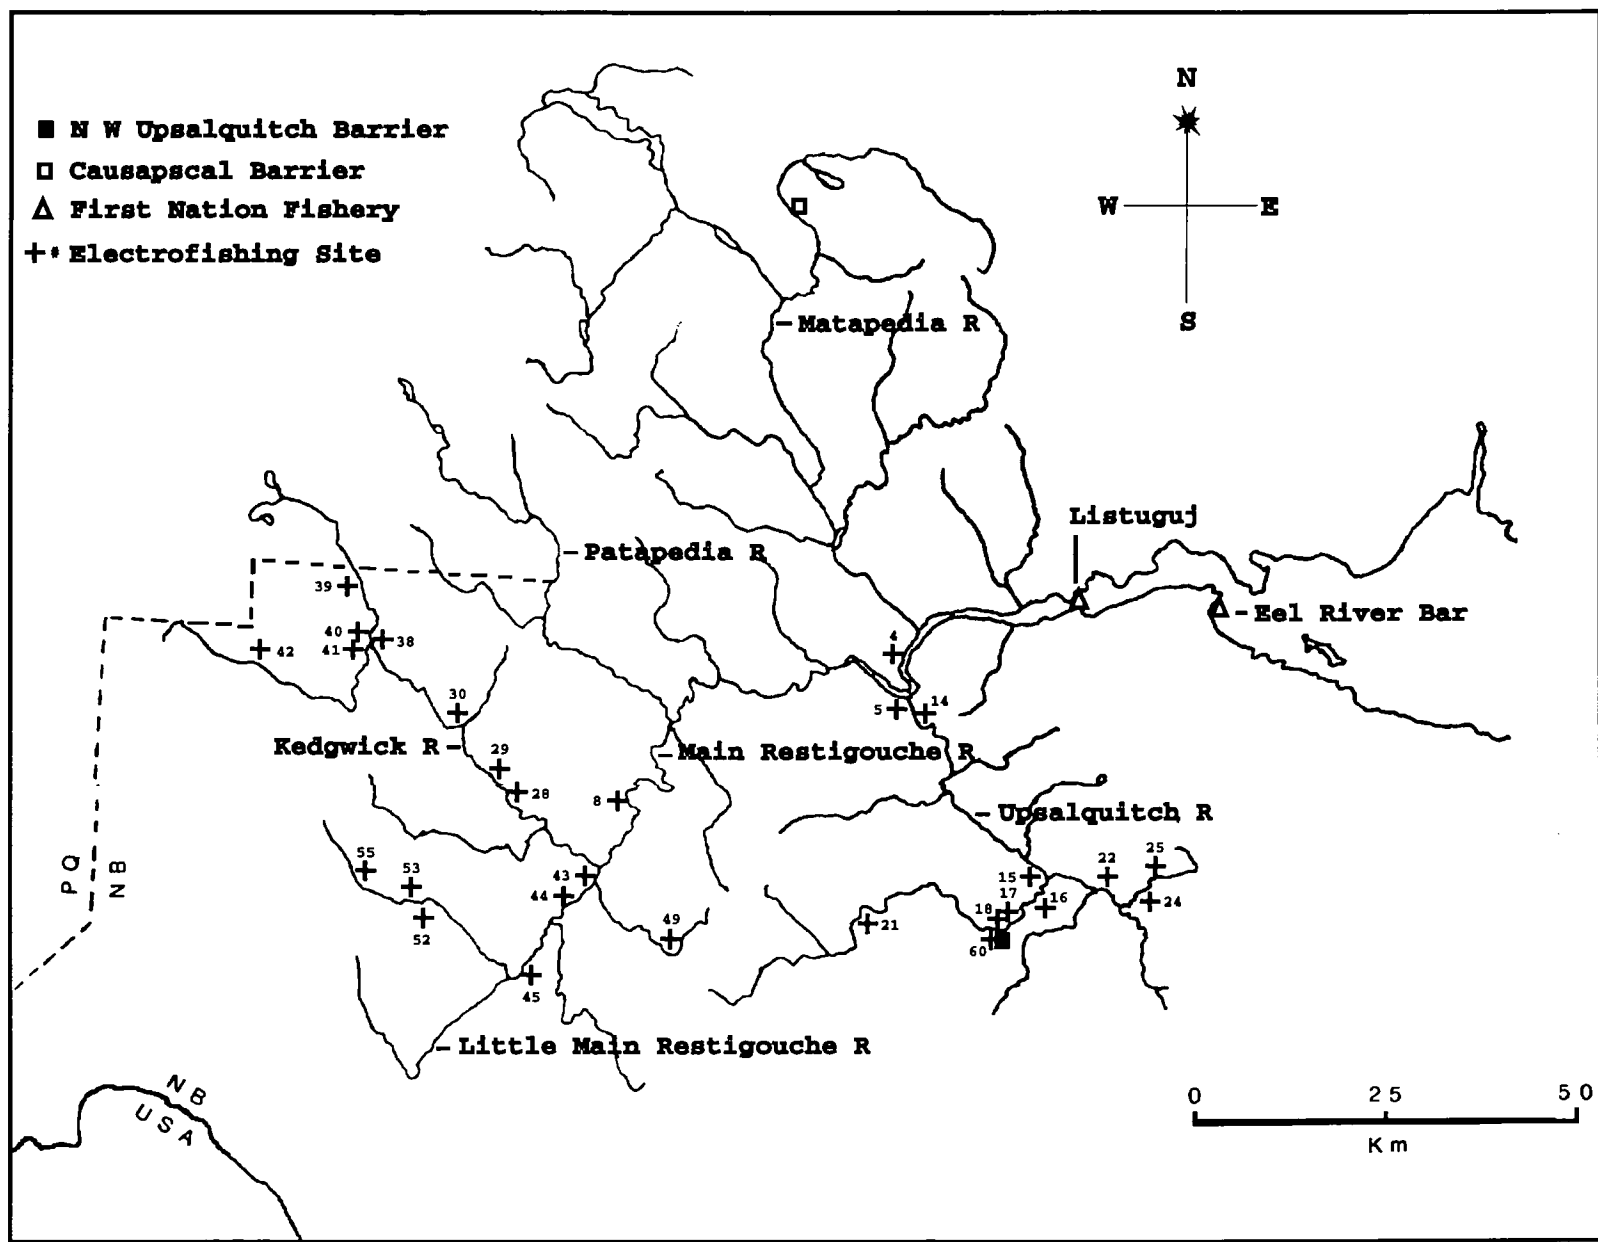 N
N W Upsalquitch Barrier
Causapscal Barrier
First Nation Fishery
# Electrofishing Site
W E
S
Matapedia R
Listuguj
Patapedia R
Eel River Bar
39
40
41
38
42
4
30
5
14
Kedgwick R
Main Restigouche R
29
28
8
Upsalquitch R
55
53
52
43
44
49
45
15
17
18
16
22
25
24
21
60
PQ
NB
Little Main Restigouche R
NB
USA
0 25 50
Km